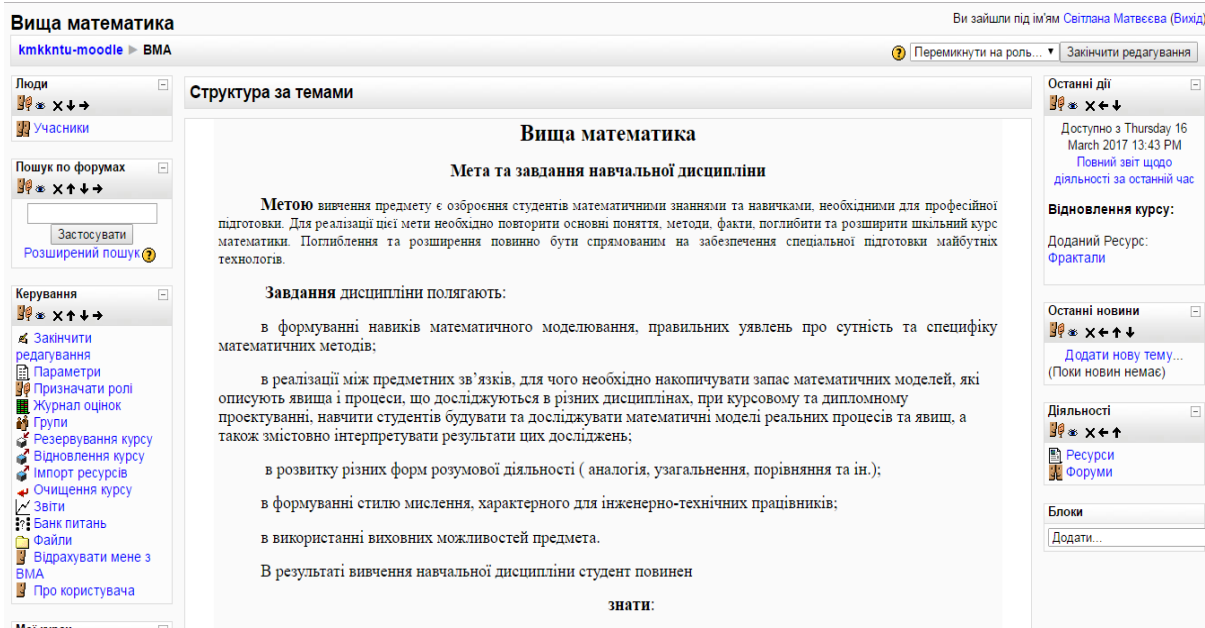 Вища математика
Ви зайшли під ім'ям Світлана Матвєєва (Вихід)
kmkkntu-moodle ► ВМА
Перемикнути на роль...
Закінчити редагування
Люди
Учасники
Пошук по форумах
Застосувати
Розширений пошук
Керування
Закінчити
редагування
Параметри
Призначати ролі
Журнал оцінок
Групи
Резервування курсу
Відновлення курсу
Імпорт ресурсів
Очищення курсу
Звіти
Банк питань
Файли
Відрахувати мене з
ВМА
Про користувача
Структура за темами
Вища математика
Мета та завдання навчальної дисципліни
Метою вивчення предмету є озброєння студентів математичними знаннями та навичками, необхідними для професійної
підготовки. Для реалізації цієї мети необхідно повторити основні поняття, методи, факти, поглибити та розширити шкільний курс
математики. Поглиблення та розширення повинно бути спрямованим на забезпечення спеціальної підготовки майбутніх
технологів.
Завдання дисципліни полягають:
в формуванні навиків математичного моделювання, правильних уявлень про сутність та специфіку
математичних методів;
в реалізації між предметних зв’язків, для чого необхідно накопичувати запас математичних моделей, які
описують явища і процеси, що досліджуються в різних дисциплінах, при курсовому та дипломному
проектуванні, навчити студентів будувати та досліджувати математичні моделі реальних процесів та явищ, а
також змістовно інтерпретувати результати цих досліджень;
в розвитку різних форм розумової діяльності ( аналогія, узагальнення, порівняння та ін.);
в формуванні стилю мислення, характерного для інженерно-технічних працівників;
в використанні виховних можливостей предмета.
В результаті вивчення навчальної дисципліни студент повинен
знати:
Останні дії
Доступно з Thursday 16
March 2017 13:43 PM
Повний звіт щодо
діяльності за останній час
Відновлення курсу:
Доданий Ресурс:
Фрактали
Останні новини
Додати нову тему...
(Поки новин немає)
Діяльності
Ресурси
Форуми
Блоки
Додати...